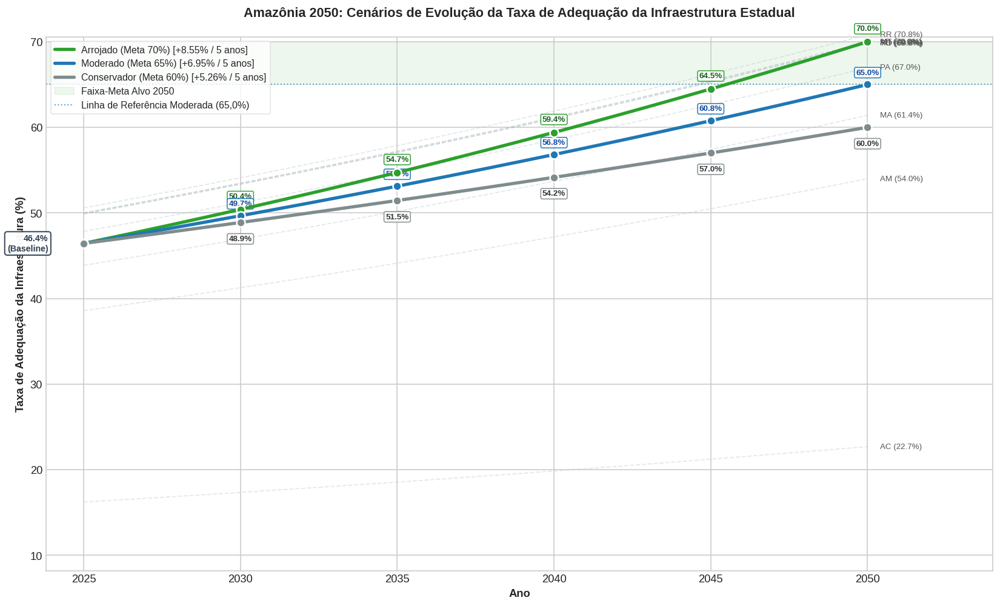 Amazônia 2050: Cenários de Evolução da Taxa de Adequação da Infraestrutura Estadual
Arrojado (Meta 70%) [+8.55% / 5 anos]
Moderado (Meta 65%) [+6.95% / 5 anos]
Conservador (Meta 60%) [+5.26% / 5 anos]
Faixa-Meta Alvo 2050
Linha de Referência Moderada (65,0%)
Taxa de Adequação da
70
60
50
40
30
20
10
46.4%
(Baseline)
50.4%
49.7%
48.9%
54.7%
51.5%
59.4%
56.8%
54.2%
64.5%
60.8%
57.0%
70.0%
65.0%
60.0%
RR (70.8%)
PA (67.0%)
MA (61.4%)
AM (54.0%)
AC (22.7%)
2025
2030
2035
2040
2045
2050
Ano